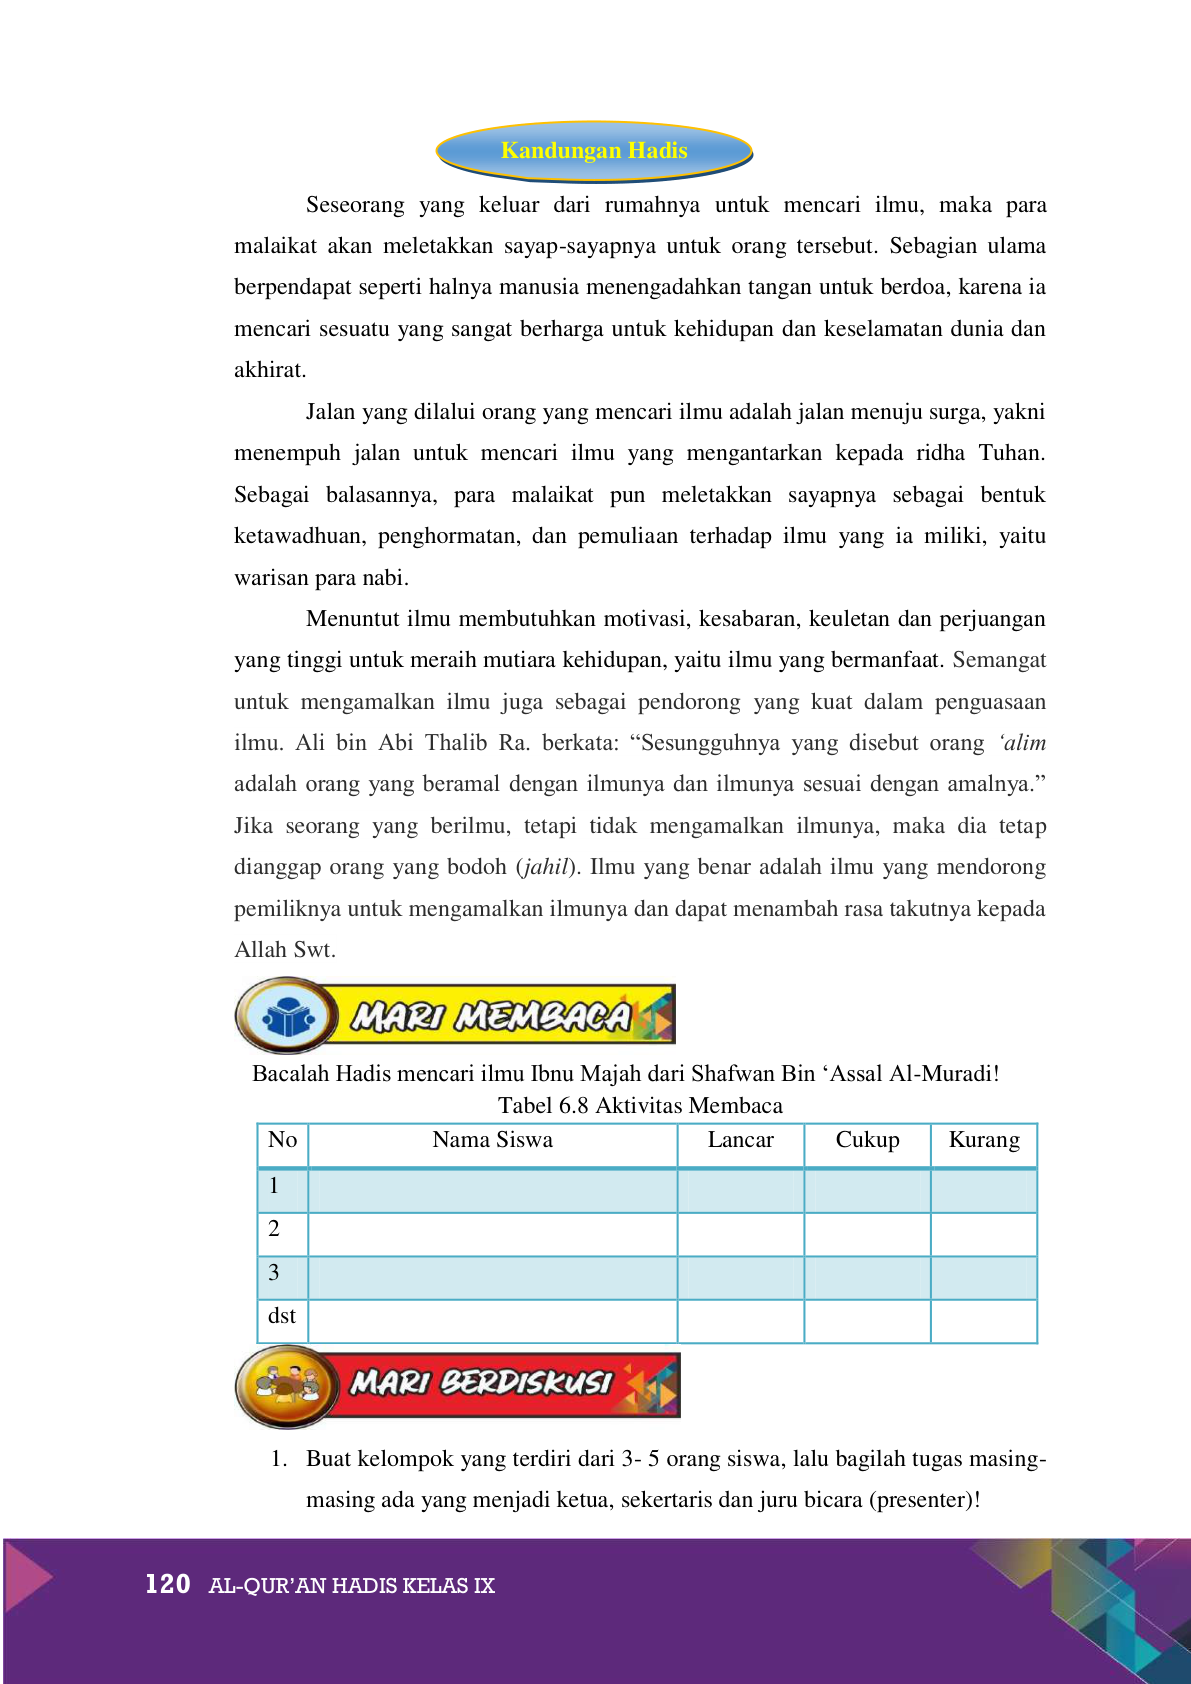 Kandungan Hadis
Seseorang yang keluar dari rumahnya untuk mencari ilmu, maka para
malaikat akan meletakkan sayap-sayapnya untuk orang tersebut. Sebagian ulama
berpendapat seperti halnya manusia menengadahkan tangan untuk berdoa, karena ia
mencari sesuatu yang sangat berharga untuk kehidupan dan keselamatan dunia dan
akhirat.
Jalan yang dilalui orang yang mencari ilmu adalah jalan menuju surga, yakni
menempuh jalan untuk mencari ilmu yang mengantarkan kepada ridha Tuhan.
Sebagai balasannya, para malaikat pun meletakkan sayapnya sebagai bentuk
ketawadhuan, penghormatan, dan pemuliaan terhadap ilmu yang ia miliki, yaitu
warisan para nabi.
Menuntut ilmu membutuhkan motivasi, kesabaran, keuletan dan perjuangan
yang tinggi untuk meraih mutiara kehidupan, yaitu ilmu yang bermanfaat. Semangat
untuk mengamalkan ilmu juga sebagai pendorong yang kuat dalam penguasaan
ilmu. Ali bin Abi Thalib Ra. berkata: “Sesungguhnya yang disebut orang ‘alim
adalah orang yang beramal dengan ilmunya dan ilmunya sesuai dengan amalnya.”
Jika seorang yang berilmu, tetapi tidak mengamalkan ilmunya, maka dia tetap
dianggap orang yang bodoh (jahil). Ilmu yang benar adalah ilmu yang mendorong
pemiliknya untuk mengamalkan ilmunya dan dapat menambah rasa takutnya kepada
Allah Swt.
MARI MEMBACA
Bacalah Hadis mencari ilmu Ibnu Majah dari Shafwan Bin ‘Assal Al-Muradi!
Tabel 6.8 Aktivitas Membaca
No Nama Siswa Lancar Cukup Kurang
1
2
3
dst
MARI BERDISKUSI
1. Buat kelompok yang terdiri dari 3- 5 orang siswa, lalu bagilah tugas masing-
masing ada yang menjadi ketua, sekertaris dan juru bicara (presenter)!
120 AL-QUR’AN HADIS KELAS IX